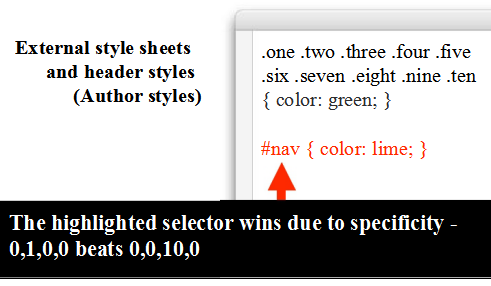 External style sheets
and header styles
(Author styles)
.one .two .three .four .five
.six .seven .eight .nine .ten
{ color: green; }
#nav { color: lime; }
The highlighted selector wins due to specificity -
0,1,0,0 beats 0,0,10,0